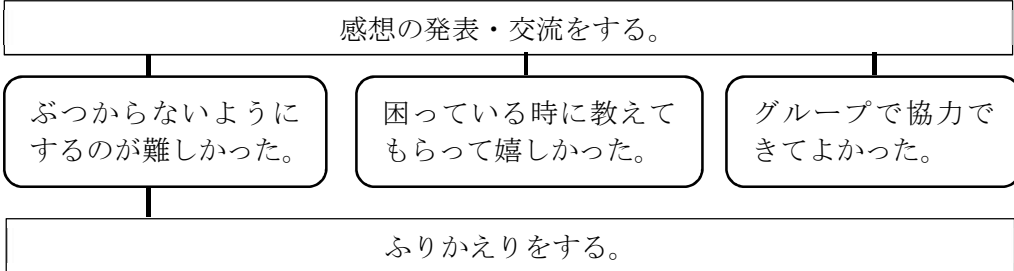 感想の発表・交流をする。
ぶつからないように
するのが難しかった。
困っている時に教えて
もらって嬉しかった。
グループで協力で
きてよかった。
ふりかえりをする。